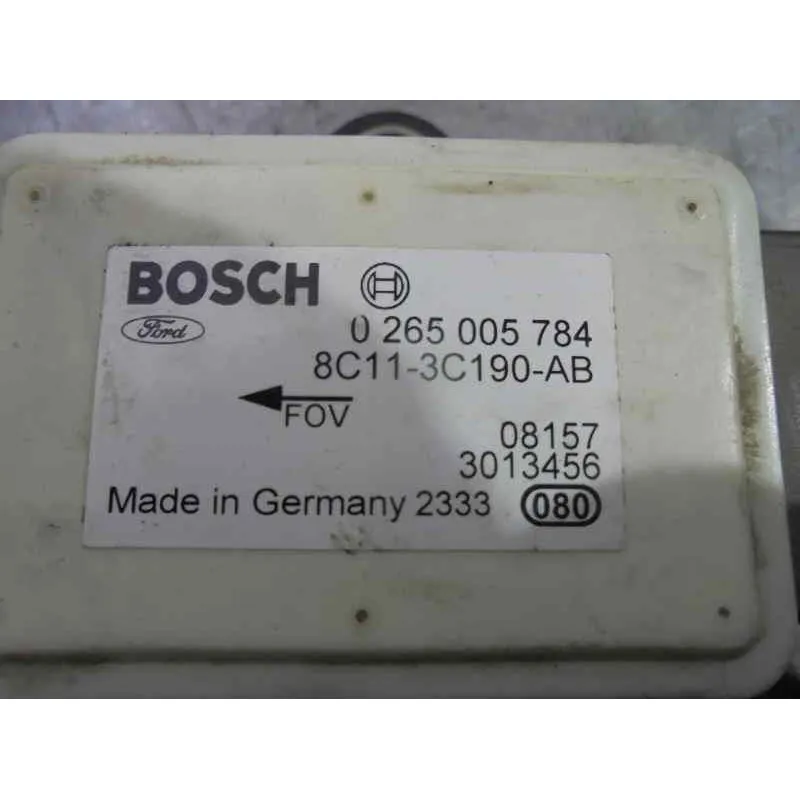 BOSCH
Ford
0 265 005 784
8C11-3C190-AB
FOV
08157
3013456
Made in Germany 2333 080